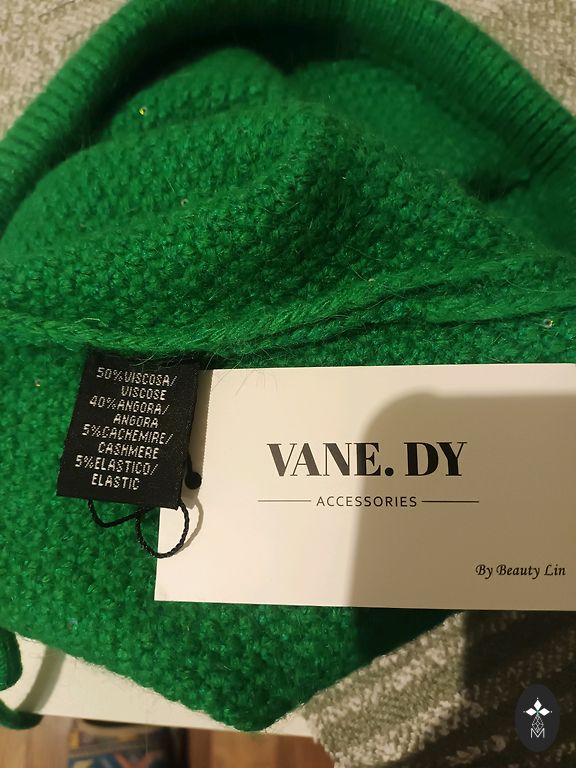 50%VISCOSA/
VISCOSE
40%ANGORA/
ANGORA
5%CACHEMIRE/
CASHMERE
5%ELASTICO/
ELASTIC
VANE. DY
ACCESSORIES
By Beauty Lin
M